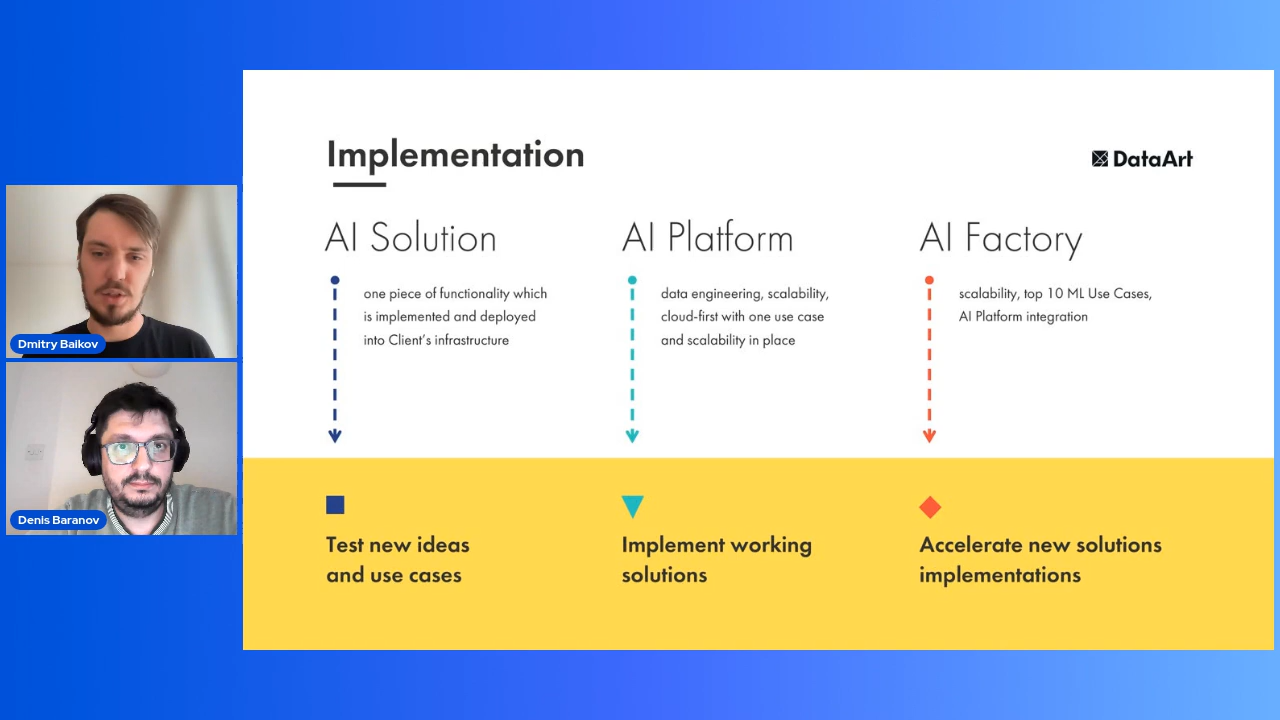 Implementation
DataArt
AI Solution
one piece of functionality which
is implemented and deployed
into Client's infrastructure
AI Platform
data engineering, scalability,
cloud-first with one use case
and scalability in place
AI Factory
scalability, top 10 ML Use Cases,
AI Platform integration
Test new ideas
and use cases
Implement working
solutions
Accelerate new solutions
implementations
Dmitry Baikov
Denis Baranov